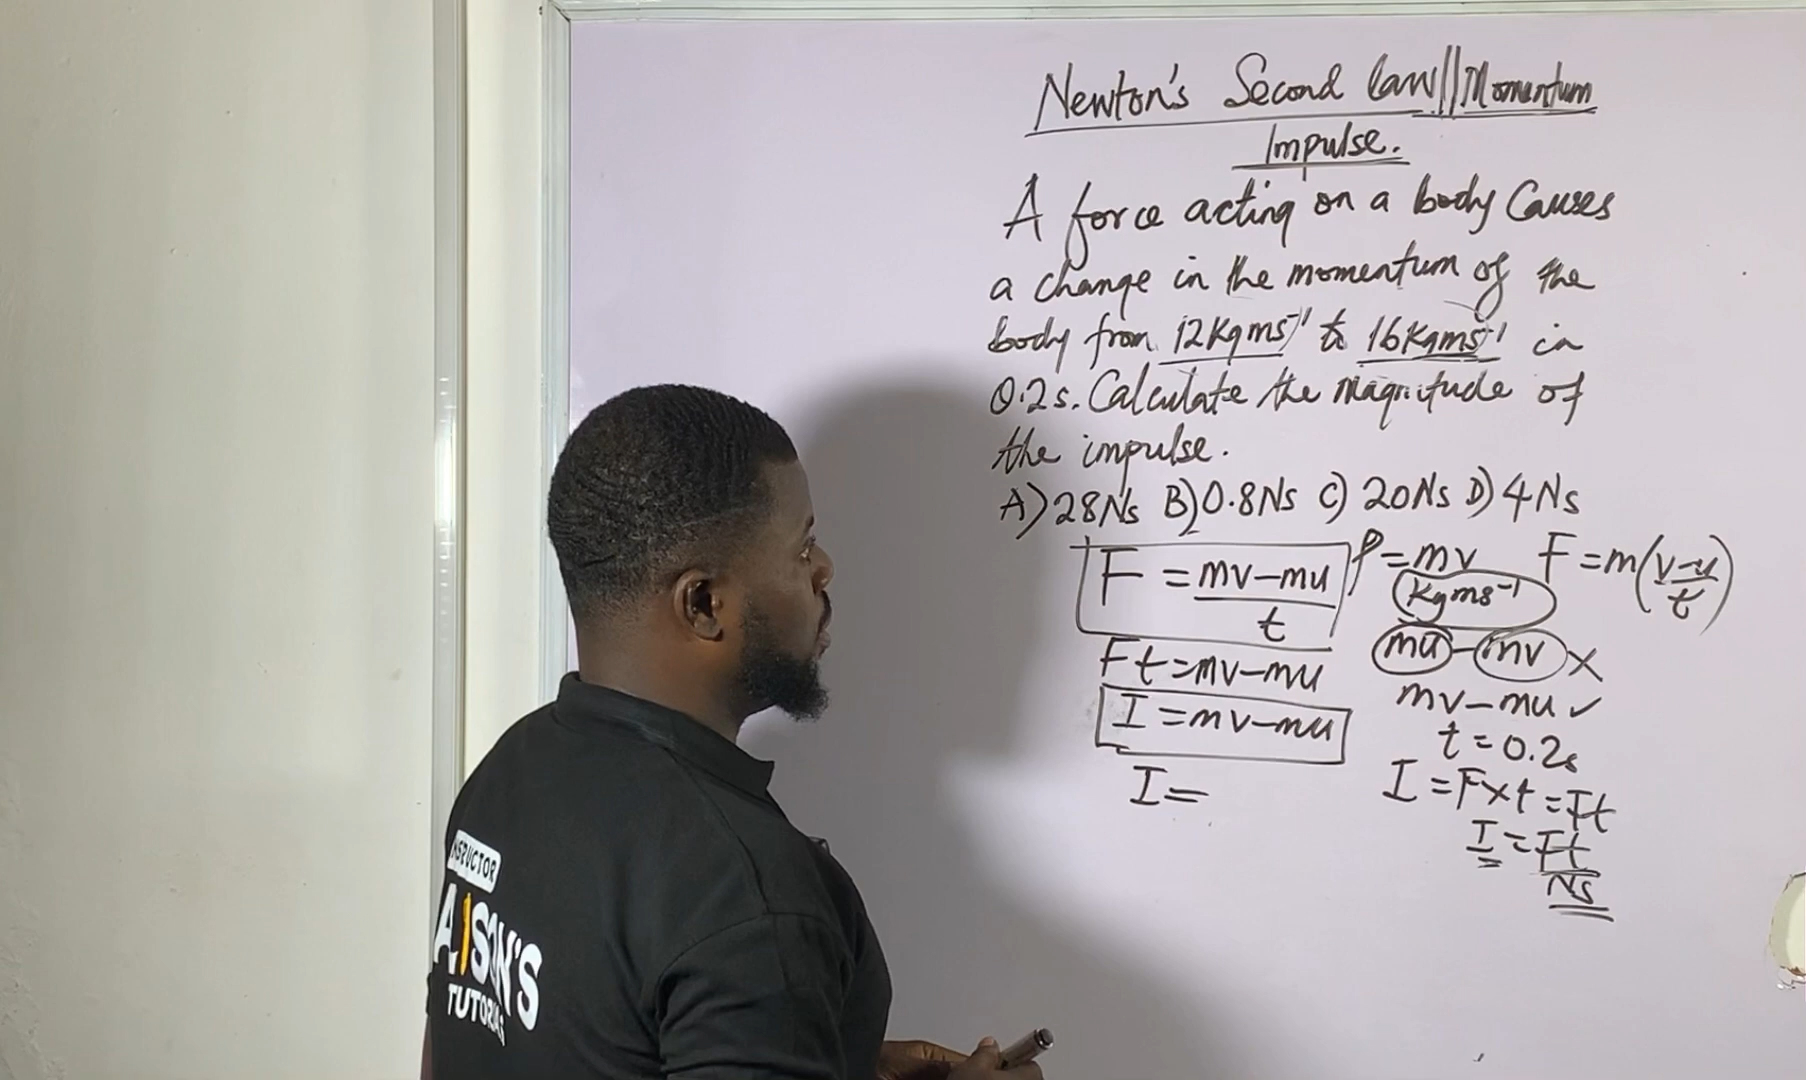 Newton's Second Law||Momentum
Impulse.
A force acting on a body Causes
a change in the momentum of the
body from 12Kgms⁻¹ to 16Kgms⁻¹ in
0.2s. Calculate the magnitude of
the impulse.
A) 28Ns B) 0.8Ns C) 20Ns D) 4Ns
F = mv-mu / t
Ft=mv-mu
I =mv-mu
I=
P=mv
Kgms⁻¹
mu-mv ×
mv-mu ✓
t=0.2s
I =F×t=Ft
I =Ft
Ns
F=m(v-u / t)
TUTORIALS